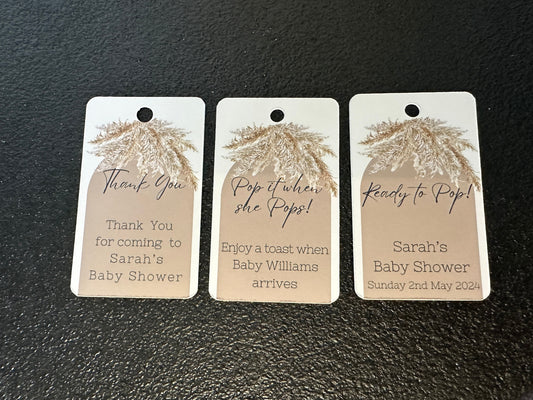 Thank You
Thank You
for coming to
Sarah's
Baby Shower
Pop it when
she Pops!
Enjoy a toast when
Baby Williams
arrives
Ready to Pop!
Sarah's
Baby Shower
Sunday 2nd May 2024